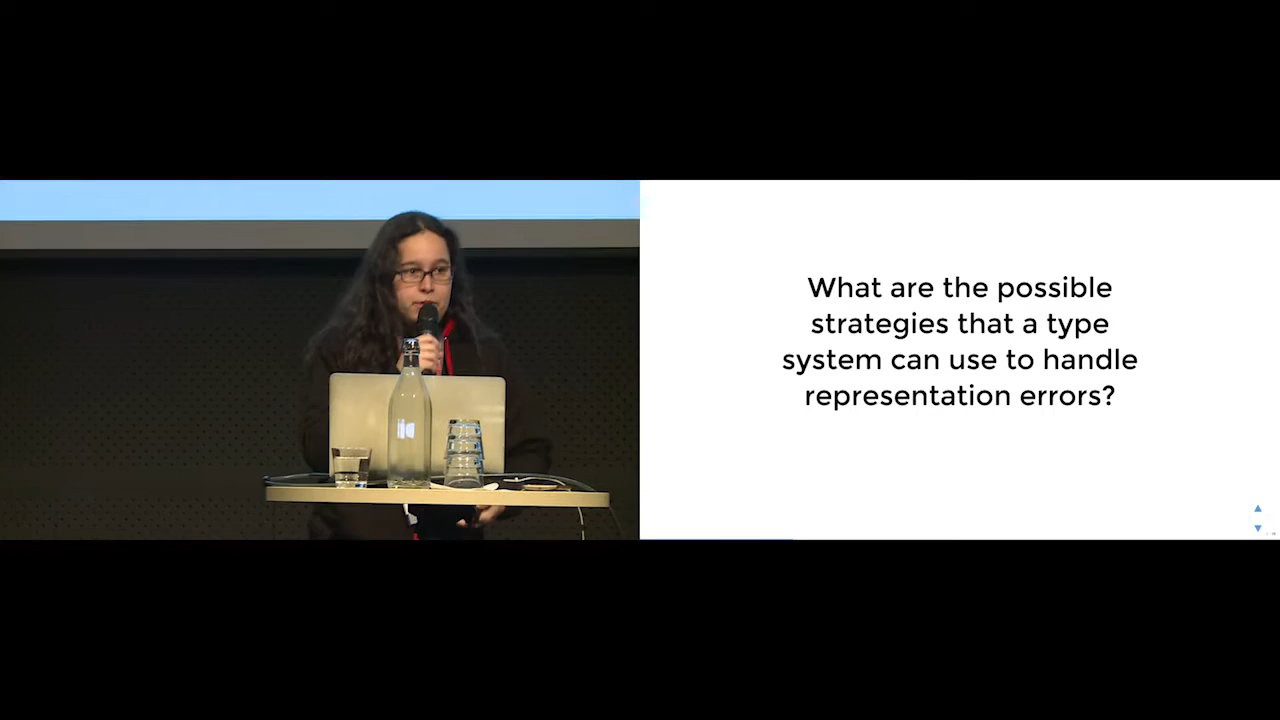 What are the possible
strategies that a type
system can use to handle
representation errors?